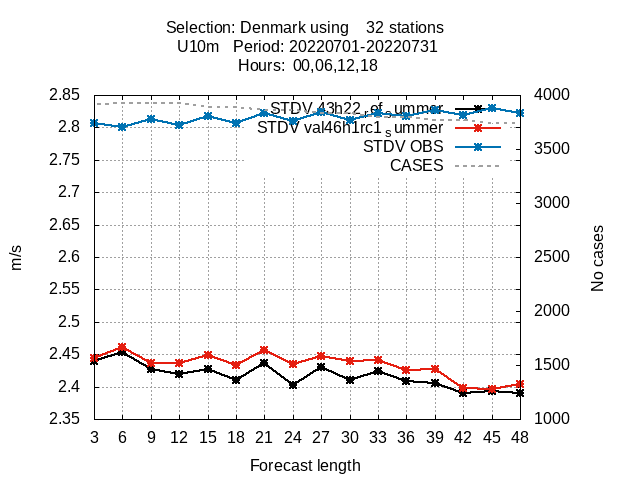 Selection: Denmark using    32 stations
U10m   Period: 20220701-20220731
Hours:  00,06,12,18
2.85
2.8
2.75
2.7
2.65
2.6
2.55
2.5
2.45
2.4
2.35
m/s
4000
3500
3000
2500
2000
1500
1000
No cases
STDV 43h22_ref_summer
STDV val46h1rc1_summer
STDV OBS
CASES
3 6 9 12 15 18 21 24 27 30 33 36 39 42 45 48
Forecast length